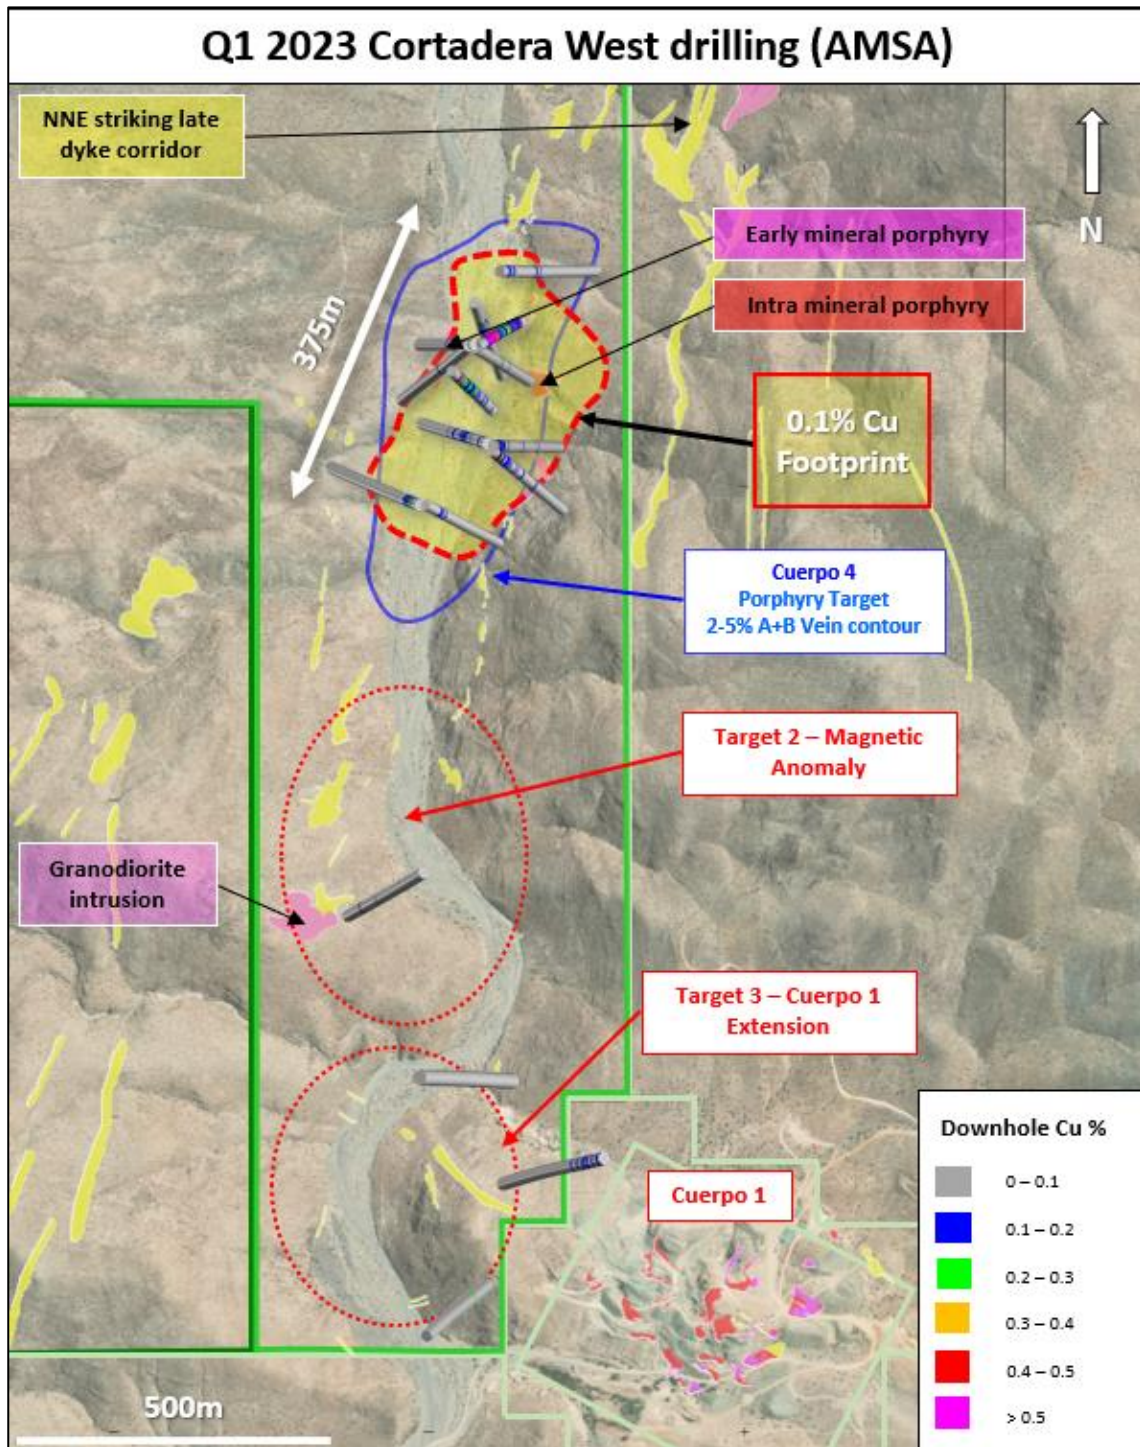 Q1 2023 Cortadera West drilling (AMSA)
NNE striking late
dyke corridor
N
Early mineral porphyry
Intra mineral porphyry
375m
0.1% Cu
Footprint
Cuerpo 4
Porphyry Target
2-5% A+B Vein contour
Target 2 – Magnetic
Anomaly
Granodiorite
intrusion
Target 3 – Cuerpo 1
Extension
Cuerpo 1
Downhole Cu %
0 – 0.1
0.1 – 0.2
0.2 – 0.3
0.3 – 0.4
0.4 – 0.5
> 0.5
500m